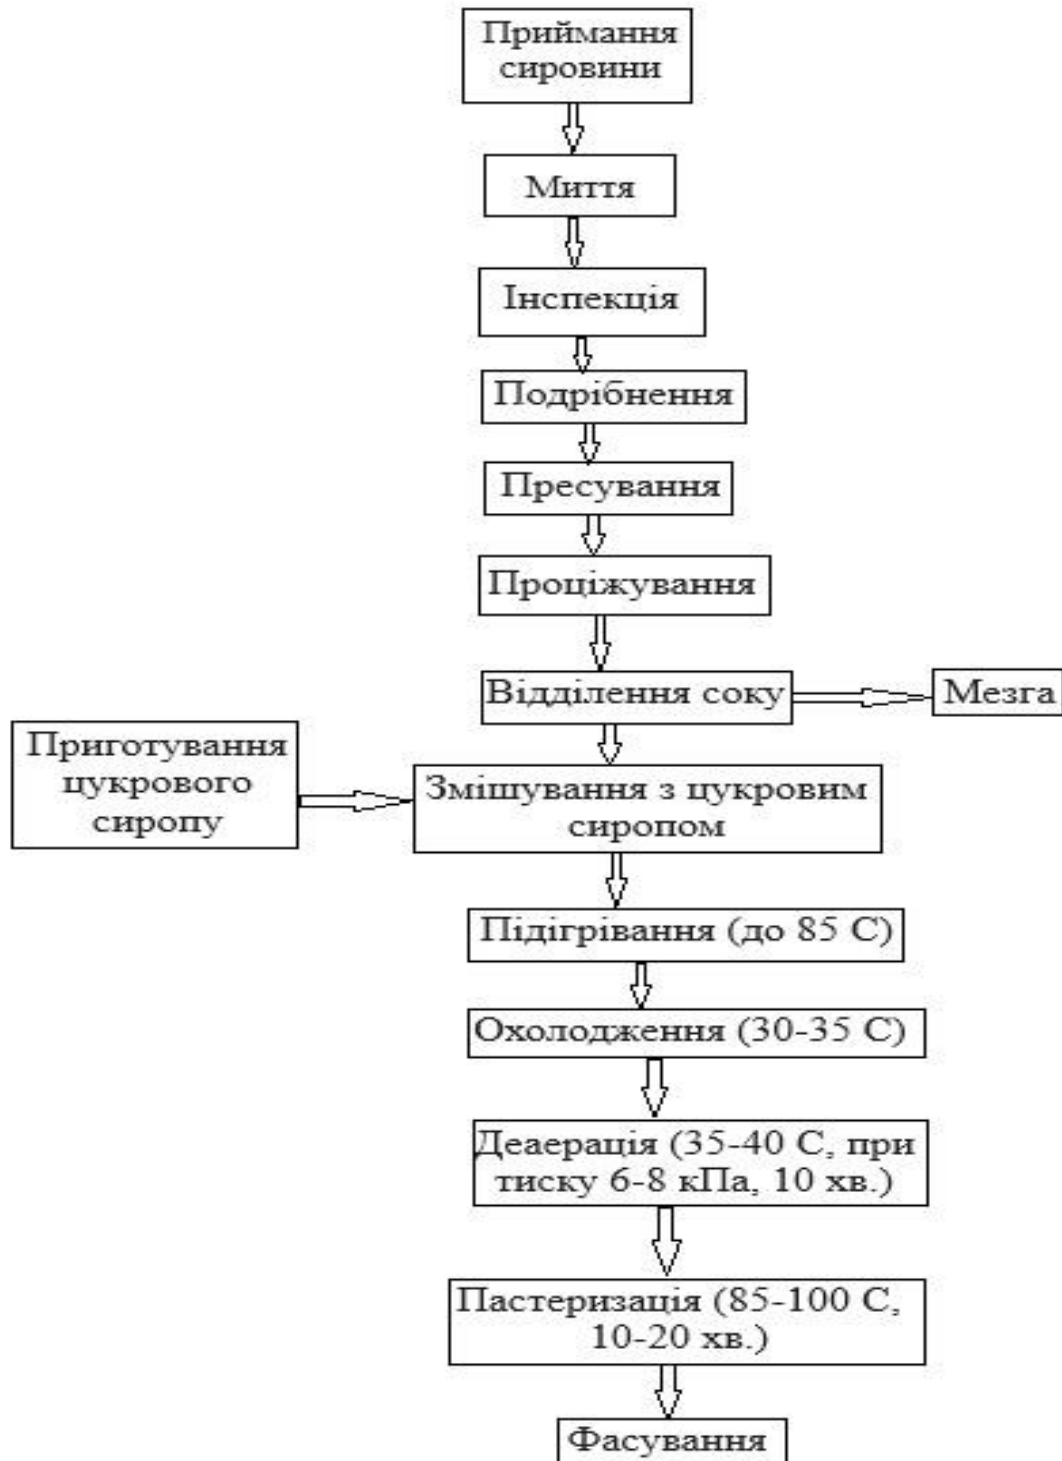 Приймання
сировини
Миття
Інспекція
Подрібнення
Пресування
Проціжування
Відділення соку
Мезга
Приготування
цукрового
сиропу
Змішування з цукровим
сиропом
Підігрівання (до 85 С)
Охолодження (30-35 С)
Деаерація (35-40 С, при
тиску 6-8 кПа, 10 хв.)
Пастеризація (85-100 С,
10-20 хв.)
Фасування